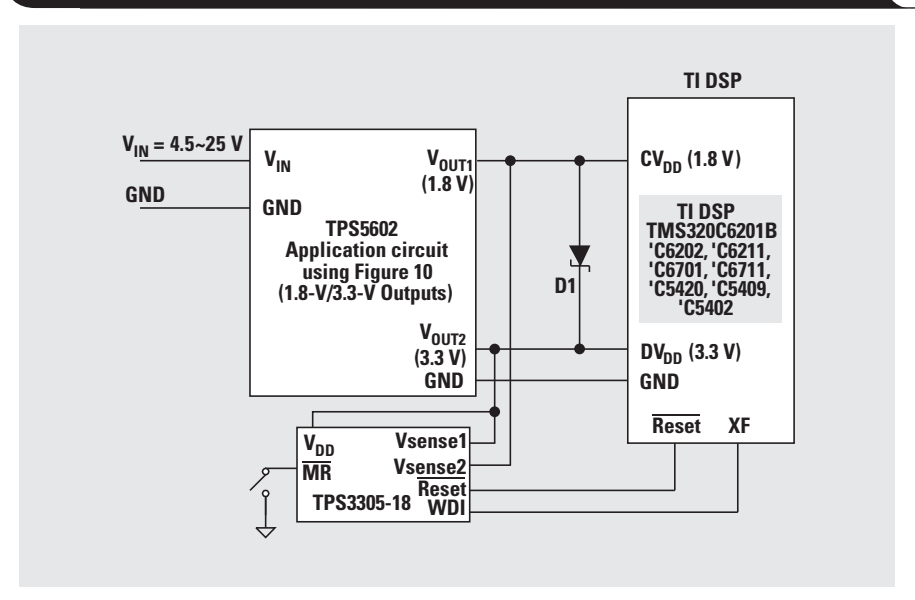 TI DSP
V_IN = 4.5~25 V
GND
V_IN
GND
V_OUT1
(1.8 V)
TPS5602
Application circuit
using Figure 10
(1.8-V/3.3-V Outputs)
V_OUT2
(3.3 V)
GND
D1
CV_DD (1.8 V)
TI DSP
TMS320C6201B
'C6202, 'C6211,
'C6701, 'C6711,
'C5420, 'C5409,
'C5402
DV_DD (3.3 V)
GND
Reset XF
V_DD Vsense1
MR Vsense2
Reset
TPS3305-18 WDI